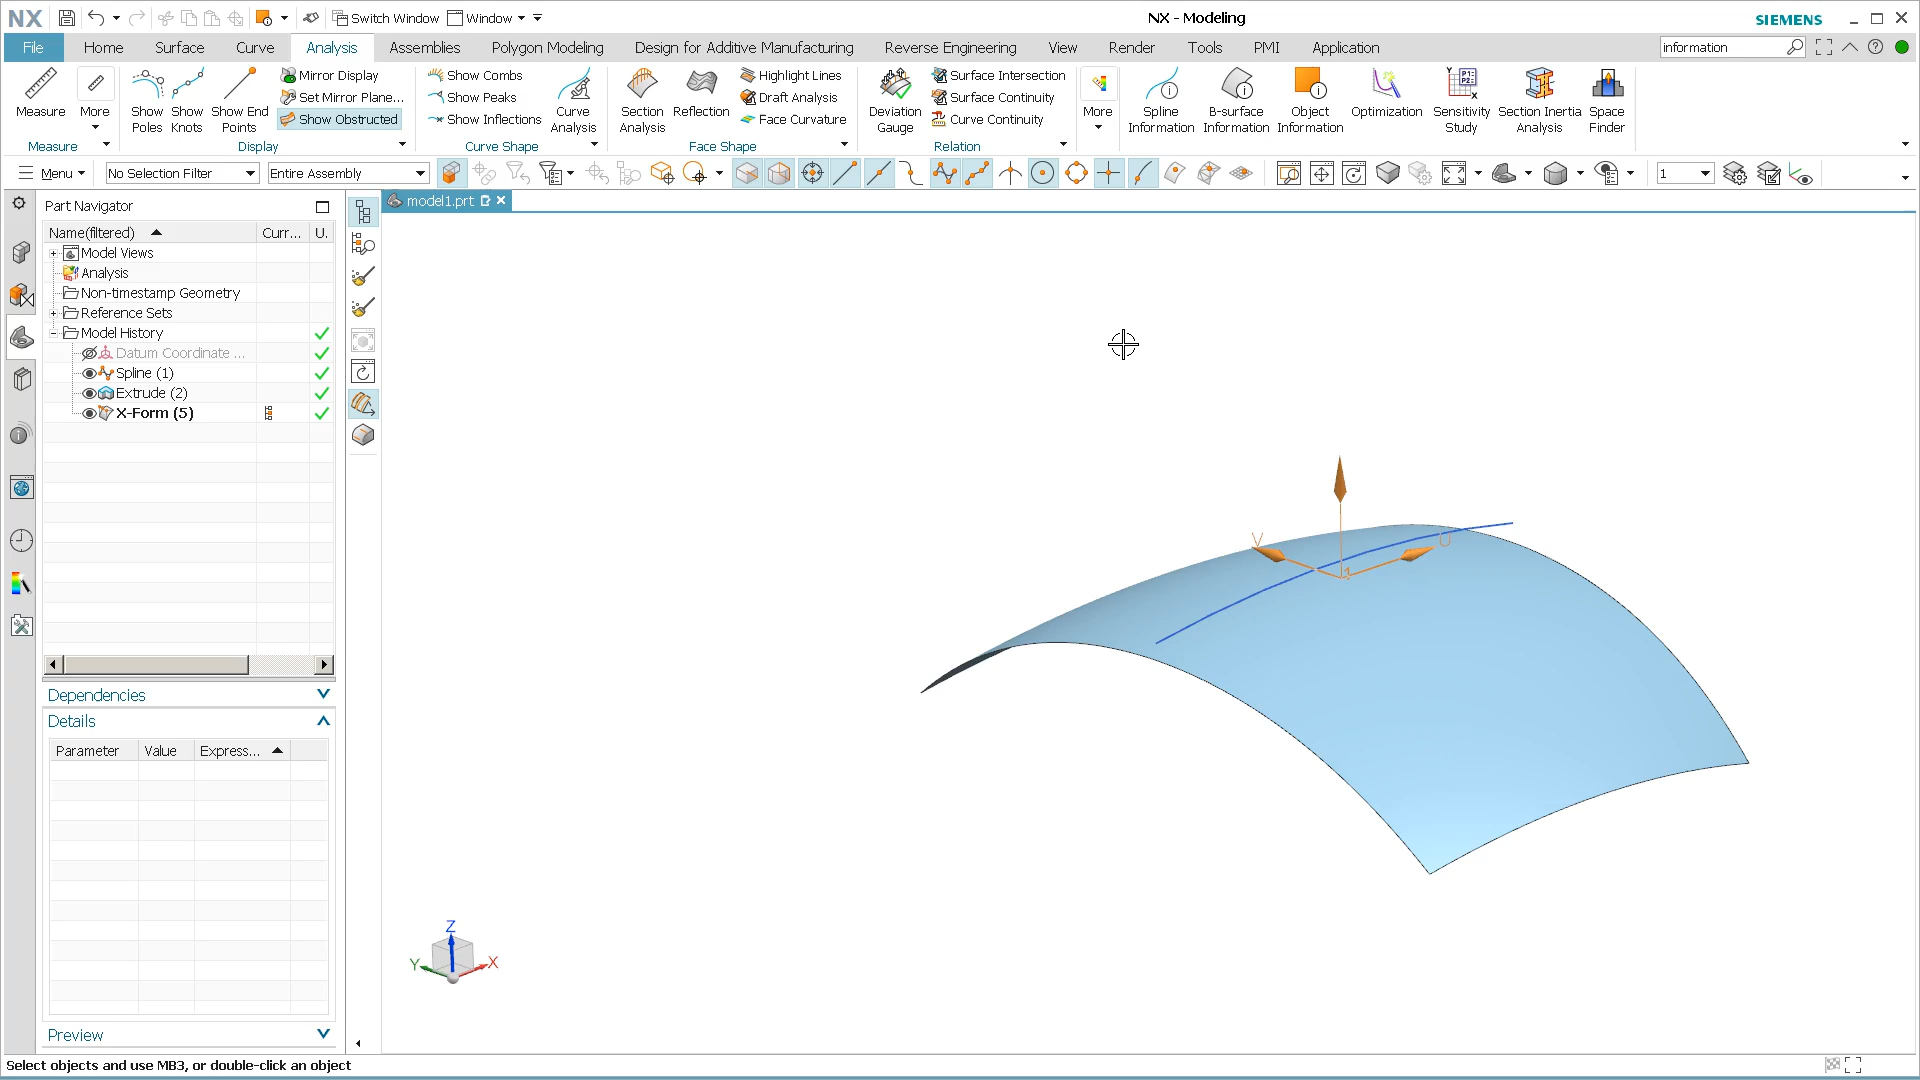 NX
Switch Window
Window
NX - Modeling
SIEMENS
File
Home
Surface
Curve
Analysis
Assemblies
Polygon Modeling
Design for Additive Manufacturing
Reverse Engineering
View
Render
Tools
PMI
Application
information
Measure
More
Measure
Show Poles
Show Knots
Show End Points
Mirror Display
Set Mirror Plane...
Show Obstructed
Display
Show Combs
Show Peaks
Show Inflections
Curve Analysis
Curve Shape
Section Analysis
Reflection
Highlight Lines
Draft Analysis
Face Curvature
Face Shape
Deviation Gauge
Surface Intersection
Surface Continuity
Curve Continuity
Relation
More
Spline Information
B-surface Information
Object Information
Optimization
Sensitivity Study
Section Inertia Analysis
Space Finder
Menu
No Selection Filter
Entire Assembly
1
Part Navigator
model1.prt
Name(filtered)
Curr...
U.
Model Views
Analysis
Non-timestamp Geometry
Reference Sets
Model History
Datum Coordinate ...
Spline (1)
Extrude (2)
X-Form (5)
Dependencies
Details
Parameter
Value
Express...
Preview
V
U
1
Z
Y
X
Select objects and use MB3, or double-click an object